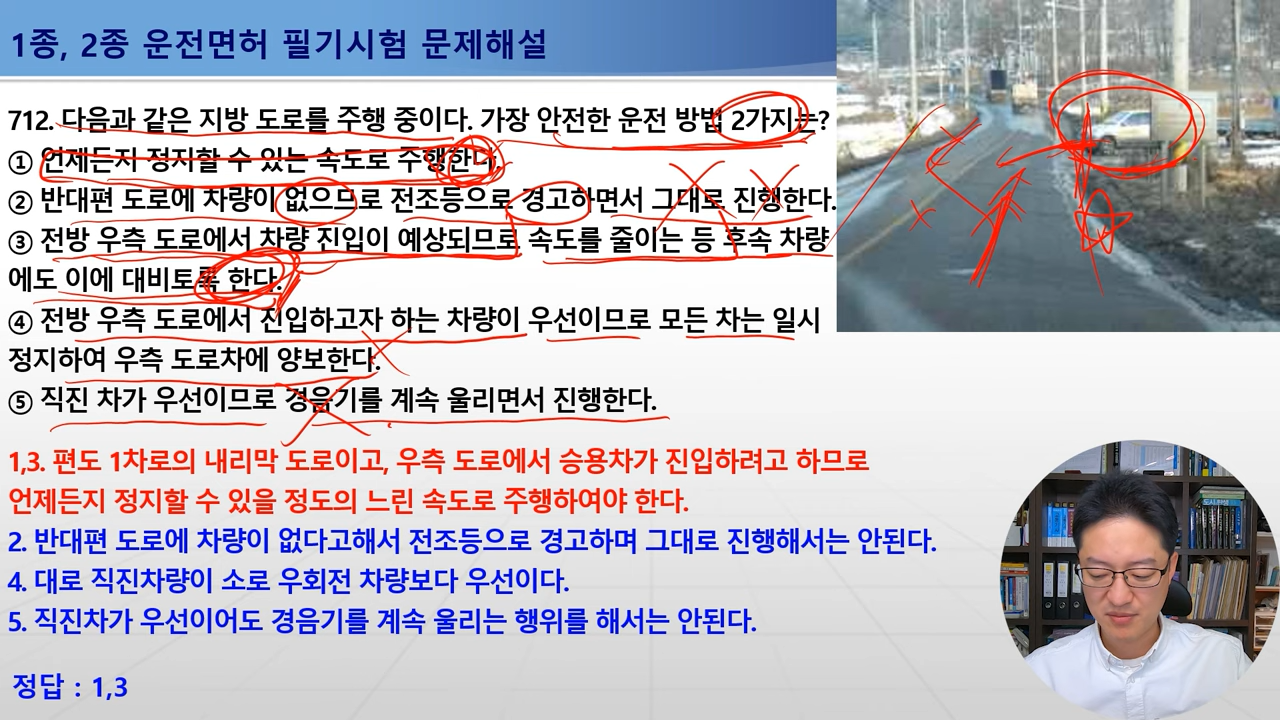 1종, 2종 운전면허 필기시험 문제해설
712. 다음과 같은 지방 도로를 주행 중이다. 가장 안전한 운전 방법 2가지는?
① 언제든지 정지할 수 있는 속도로 주행한다.
② 반대편 도로에 차량이 없으므로 전조등으로 경고하면서 그대로 진행한다.
③ 전방 우측 도로에서 차량 진입이 예상되므로 속도를 줄이는 등 후속 차량
에도 이에 대비토록 한다.
④ 전방 우측 도로에서 진입하고자 하는 차량이 우선이므로 모든 차는 일시
정지하여 우측 도로차에 양보한다.
⑤ 직진 차가 우선이므로 경음기를 계속 울리면서 진행한다.
1,3. 편도 1차로의 내리막 도로이고, 우측 도로에서 승용차가 진입하려고 하므로
언제든지 정지할 수 있을 정도의 느린 속도로 주행하여야 한다.
2. 반대편 도로에 차량이 없다고해서 전조등으로 경고하며 그대로 진행해서는 안된다.
4. 대로 직진차량이 소로 우회전 차량보다 우선이다.
5. 직진차가 우선이어도 경음기를 계속 울리는 행위를 해서는 안된다.
정답 : 1,3